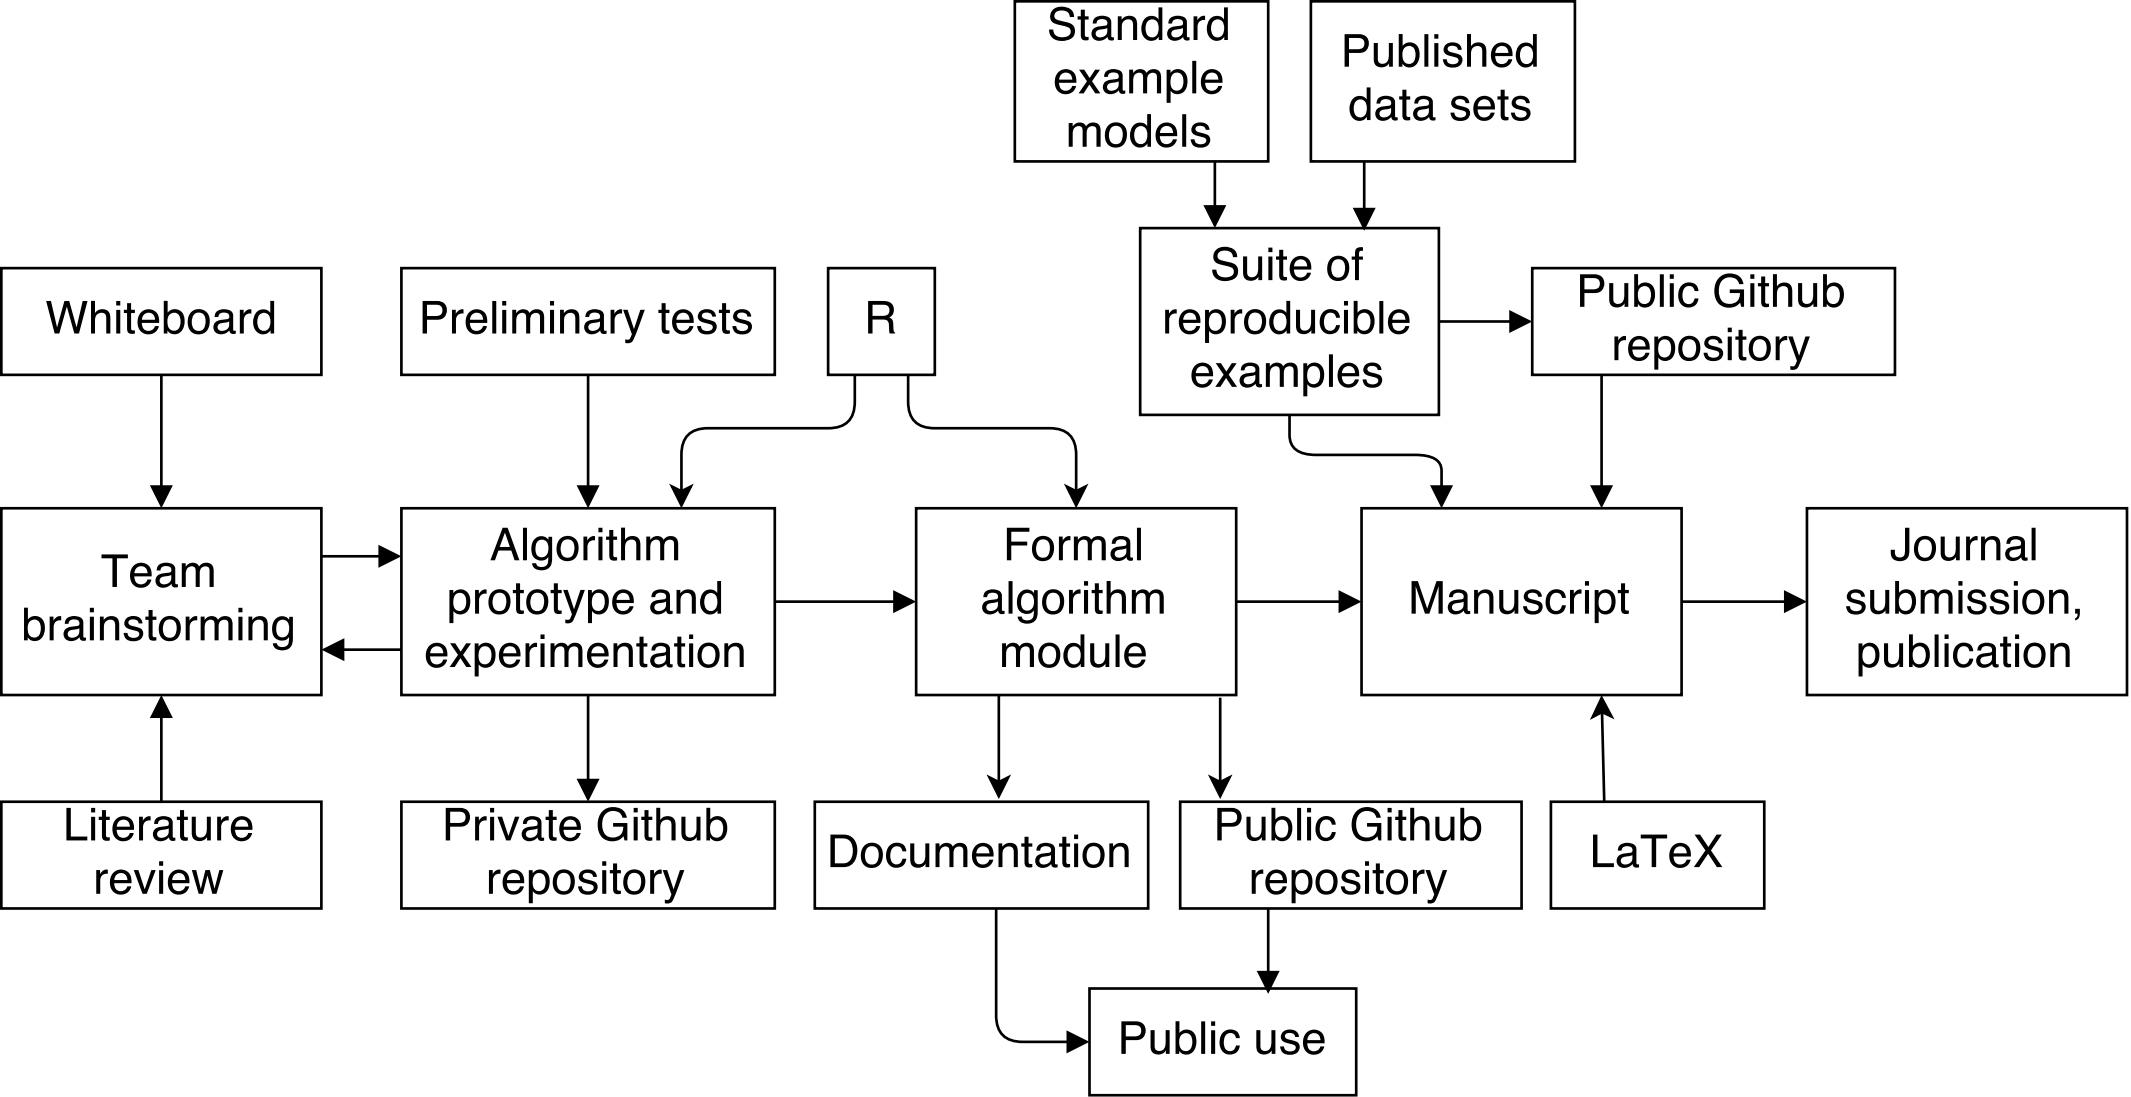 Standard
example
models
Published
data sets
Suite of
reproducible
examples
Public Github
repository
Whiteboard
Preliminary tests
R
Team
brainstorming
Algorithm
prototype and
experimentation
Formal
algorithm
module
Manuscript
Journal
submission,
publication
Literature
review
Private Github
repository
Documentation
Public Github
repository
LaTeX
Public use